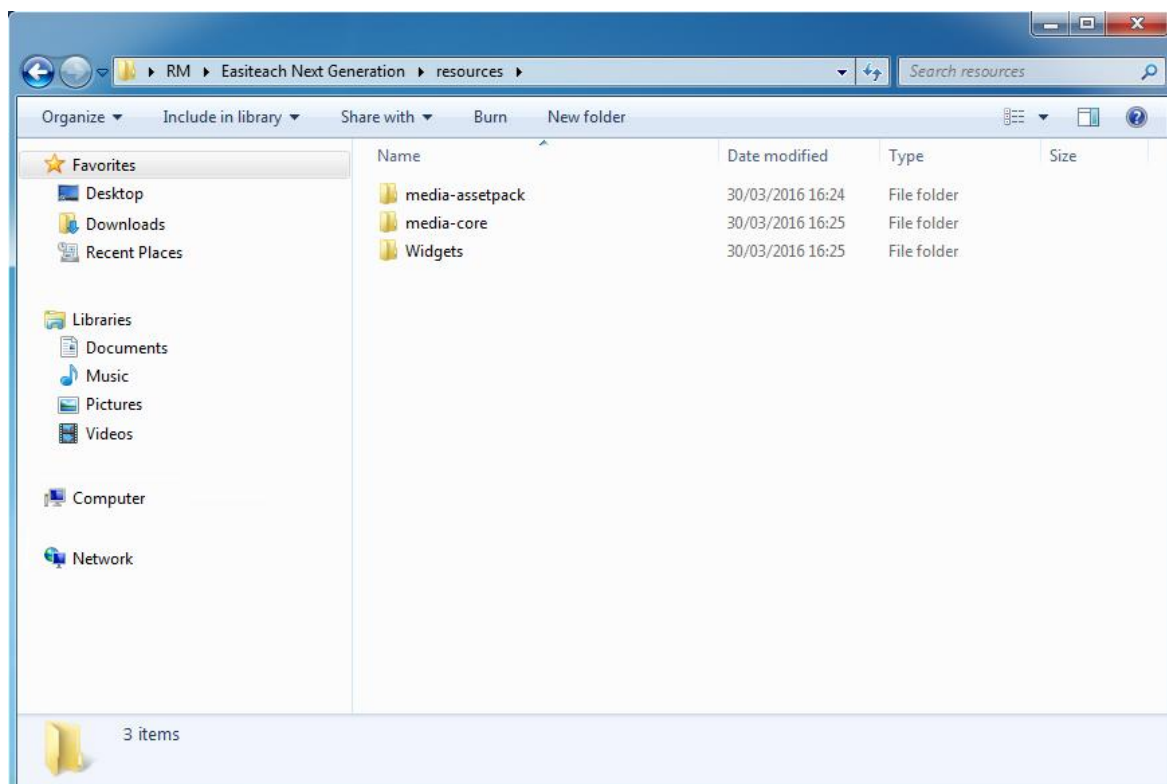 RM Easiteach Next Generation resources
Search resources
Organize Include in library Share with Burn New folder
Favorites
Desktop
Downloads
Recent Places
Libraries
Documents
Music
Pictures
Videos
Computer
Network
Name Date modified Type Size
media-assetpack 30/03/2016 16:24 File folder
media-core 30/03/2016 16:25 File folder
Widgets 30/03/2016 16:25 File folder
3 items